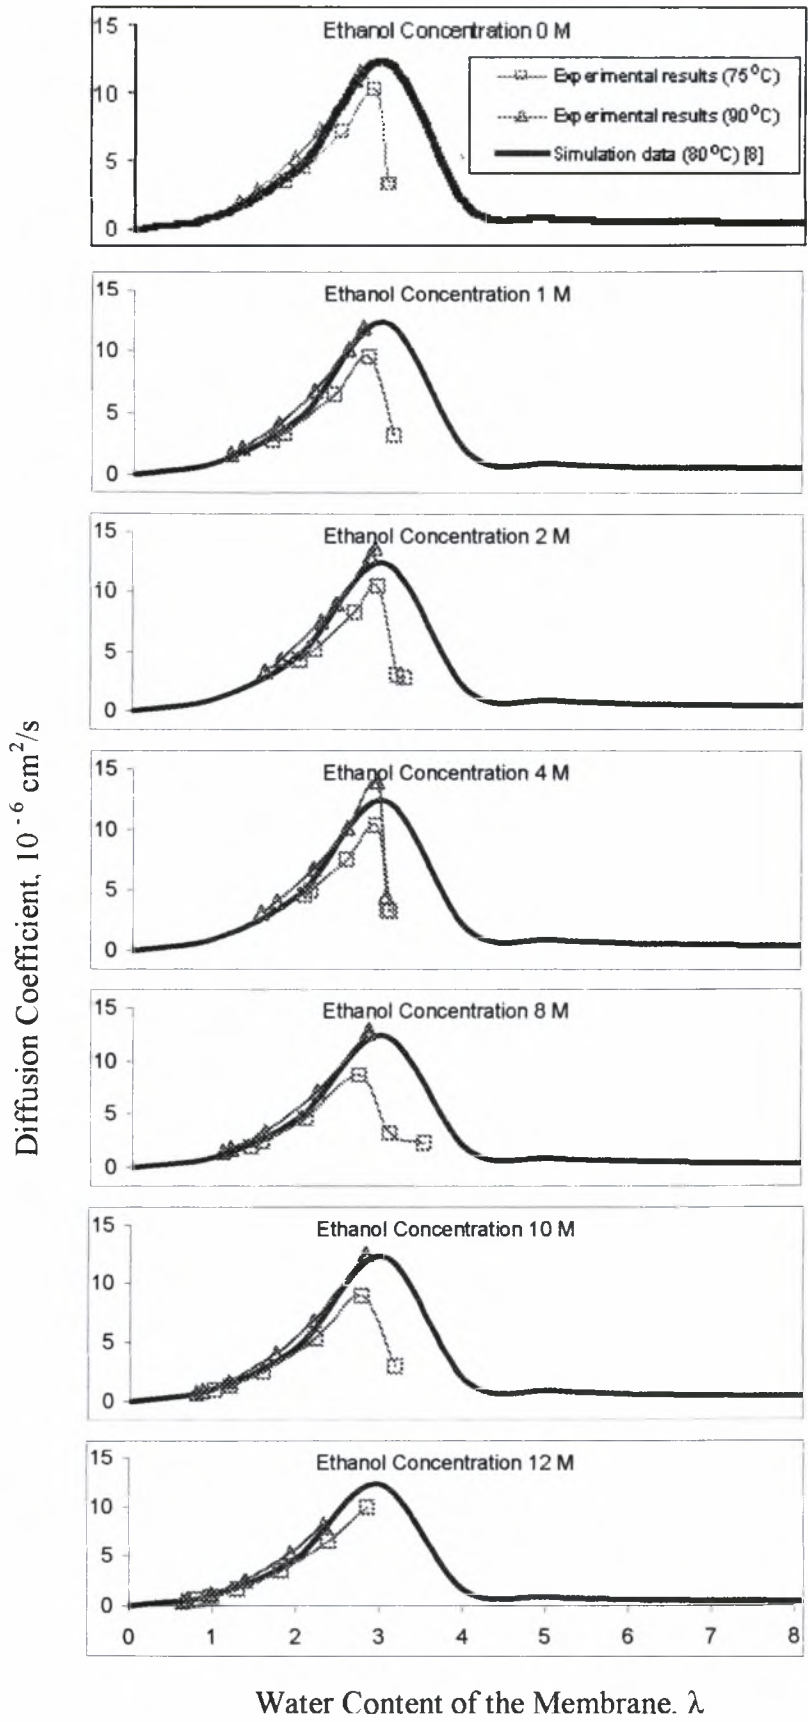 Ethanol Concentration 0 M
15
10
5
0
Experimental results (75°C)
Experimental results (90°C)
Simulation data (80°C) [8]
Ethanol Concentration 1 M
15
10
5
0
Ethanol Concentration 2 M
15
10
5
0
Ethanol Concentration 4 M
15
10
5
0
Ethanol Concentration 8 M
15
10
5
0
Ethanol Concentration 10 M
15
10
5
0
Ethanol Concentration 12 M
15
10
5
0
0 1 2 3 4 5 6 7 8
Diffusion Coefficient, 10⁻⁶ cm²/s
Water Content of the Membrane, λ